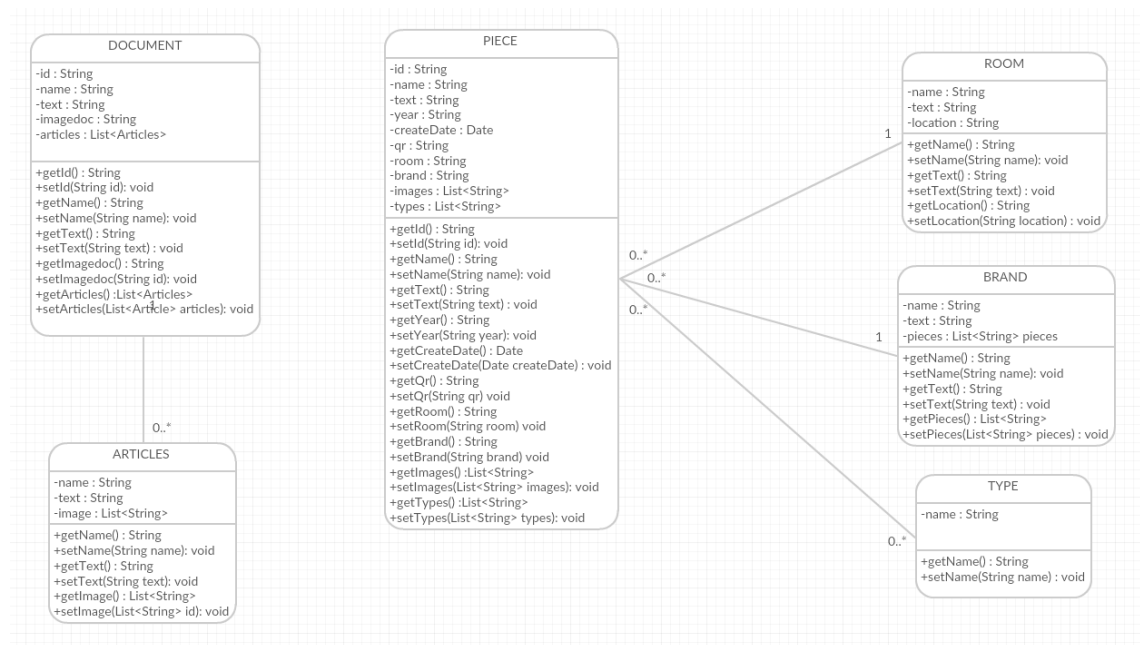 DOCUMENT
-id : String
-name : String
-text : String
-imagedoc : String
-articles : List<Articles>
+getId() : String
+setId(String id): void
+getName() : String
+setName(String name): void
+getText() : String
+setText(String text) : void
+getImagedoc() : String
+setImagedoc(String id): void
+getArticles() :List<Articles>
+setArticles(List<Article> articles): void
1
0..*
ARTICLES
-name : String
-text : String
-image : List<String>
+getName() : String
+setName(String name): void
+getText() : String
+setText(String text): void
+getImage() : List<String>
+setImage(List<String> id): void
PIECE
-id : String
-name : String
-text : String
-year : String
-createDate : Date
-qr : String
-room : String
-brand : String
-images : List<String>
-types : List<String>
+getId() : String
+setId(String id): void
+getName() : String
+setName(String name): void
+getText() : String
+setText(String text) : void
+getYear() : String
+setYear(String year): void
+getCreateDate() : Date
+setCreateDate(Date createDate) : void
+getQr() : String
+setQr(String qr) void
+getRoom() : String
+setRoom(String room) void
+getBrand() : String
+setBrand(String brand) void
+getImages() :List<String>
+setImages(List<String> images): void
+getTypes() :List<String>
+setTypes(List<String> types): void
0..*
0..*
0..*
1
1
0..*
ROOM
-name : String
-text : String
-location : String
+getName() : String
+setName(String name): void
+getText() : String
+setText(String text) : void
+getLocation() : String
+setLocation(String location) : void
BRAND
-name : String
-text : String
-pieces : List<String> pieces
+getName() : String
+setName(String name): void
+getText() : String
+setText(String text) : void
+getPieces() : List<String>
+setPieces(List<String> pieces) : void
TYPE
-name : String
+getName() : String
+setName(String name) : void